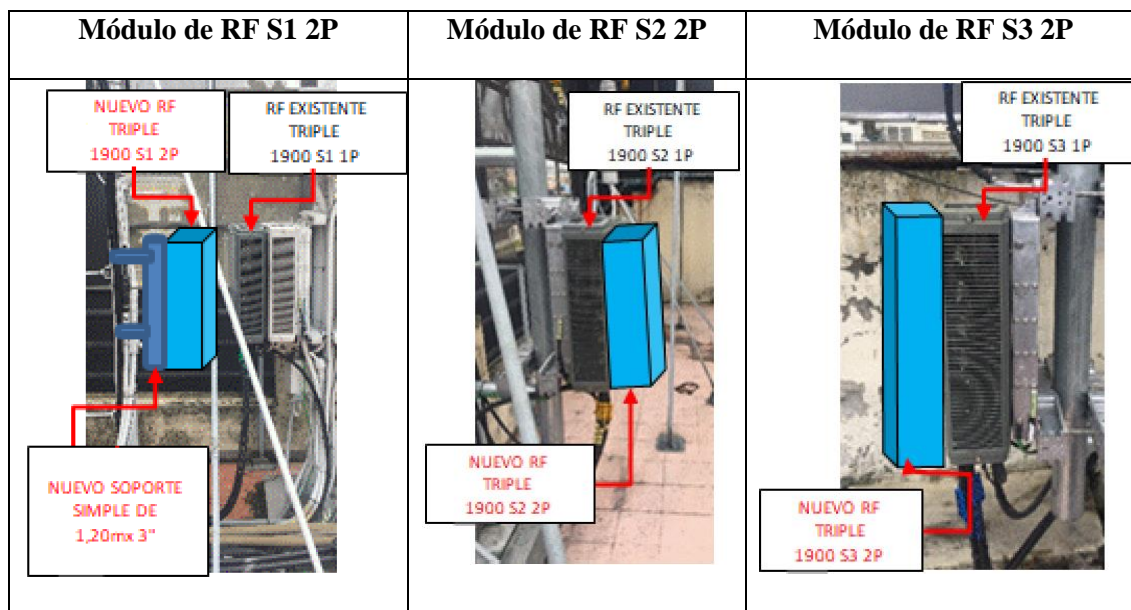 Módulo de RF S1 2P
Módulo de RF S2 2P
Módulo de RF S3 2P
NUEVO RF
TRIPLE
1900 S1 2P
RF EXISTENTE
TRIPLE
1900 S1 1P
NUEVO SOPORTE
SIMPLE DE
1,20mx 3"
RF EXISTENTE
TRIPLE
1900 S2 1P
NUEVO RF
TRIPLE
1900 S2 2P
RF EXISTENTE
TRIPLE
1900 S3 1P
NUEVO RF
TRIPLE
1900 S3 2P